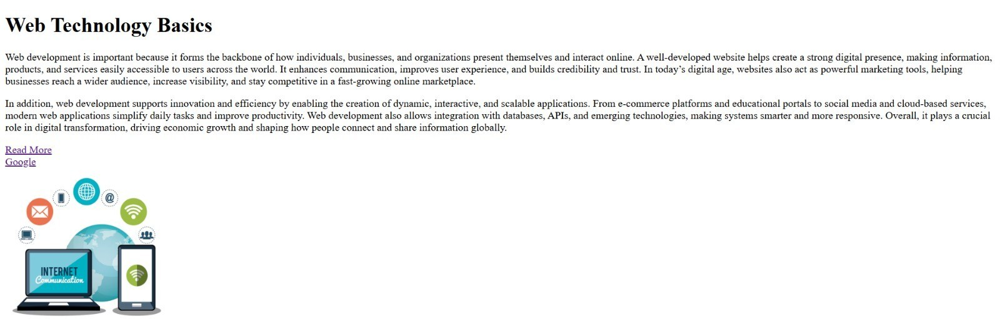 Web Technology Basics
Web development is important because it forms the backbone of how individuals, businesses, and organizations present themselves and interact online. A well-developed website helps create a strong digital presence, making information,
products, and services easily accessible to users across the world. It enhances communication, improves user experience, and builds credibility and trust. In today’s digital age, websites also act as powerful marketing tools, helping
businesses reach a wider audience, increase visibility, and stay competitive in a fast-growing online marketplace.
In addition, web development supports innovation and efficiency by enabling the creation of dynamic, interactive, and scalable applications. From e-commerce platforms and educational portals to social media and cloud-based services,
modern web applications simplify daily tasks and improve productivity. Web development also allows integration with databases, APIs, and emerging technologies, making systems smarter and more responsive. Overall, it plays a crucial
role in digital transformation, driving economic growth and shaping how people connect and share information globally.
Read More
Google
@
INTERNET
Communication